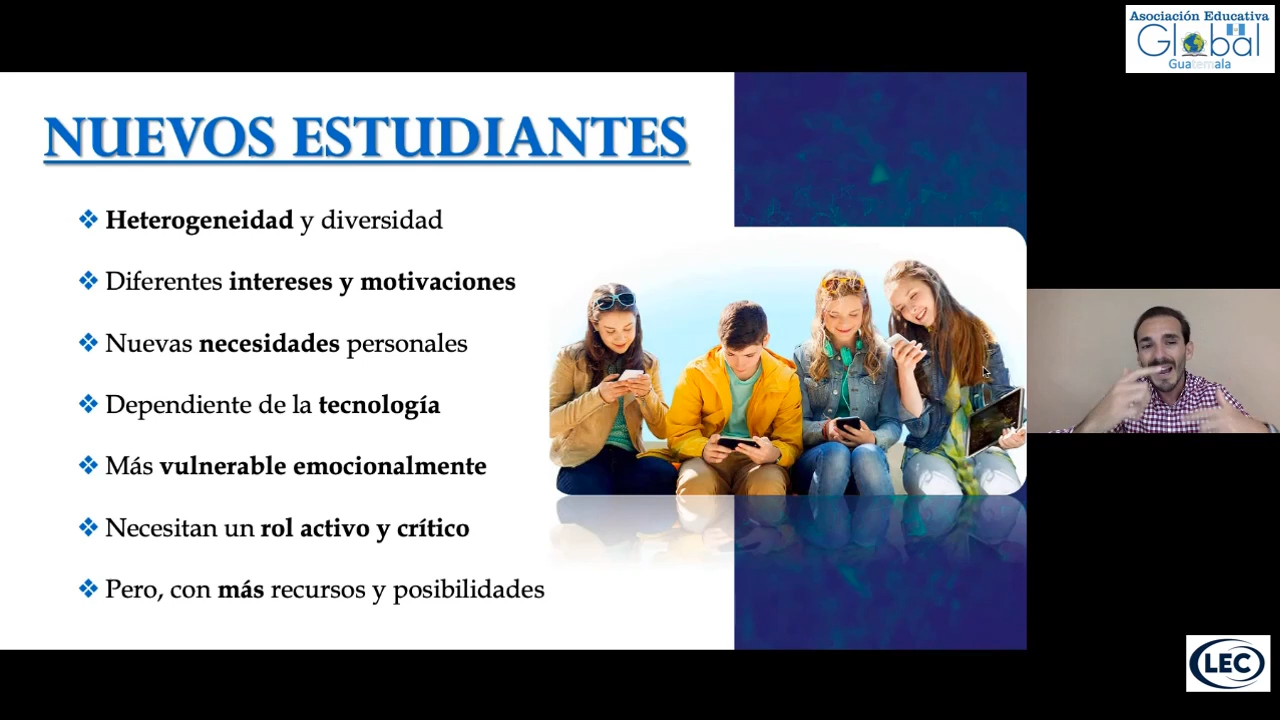 Asociación Educativa
Global
Guatemala
NUEVOS ESTUDIANTES
Heterogeneidad y diversidad
Diferentes intereses y motivaciones
Nuevas necesidades personales
Dependiente de la tecnología
Más vulnerable emocionalmente
Necesitan un rol activo y crítico
Pero, con más recursos y posibilidades
LEC